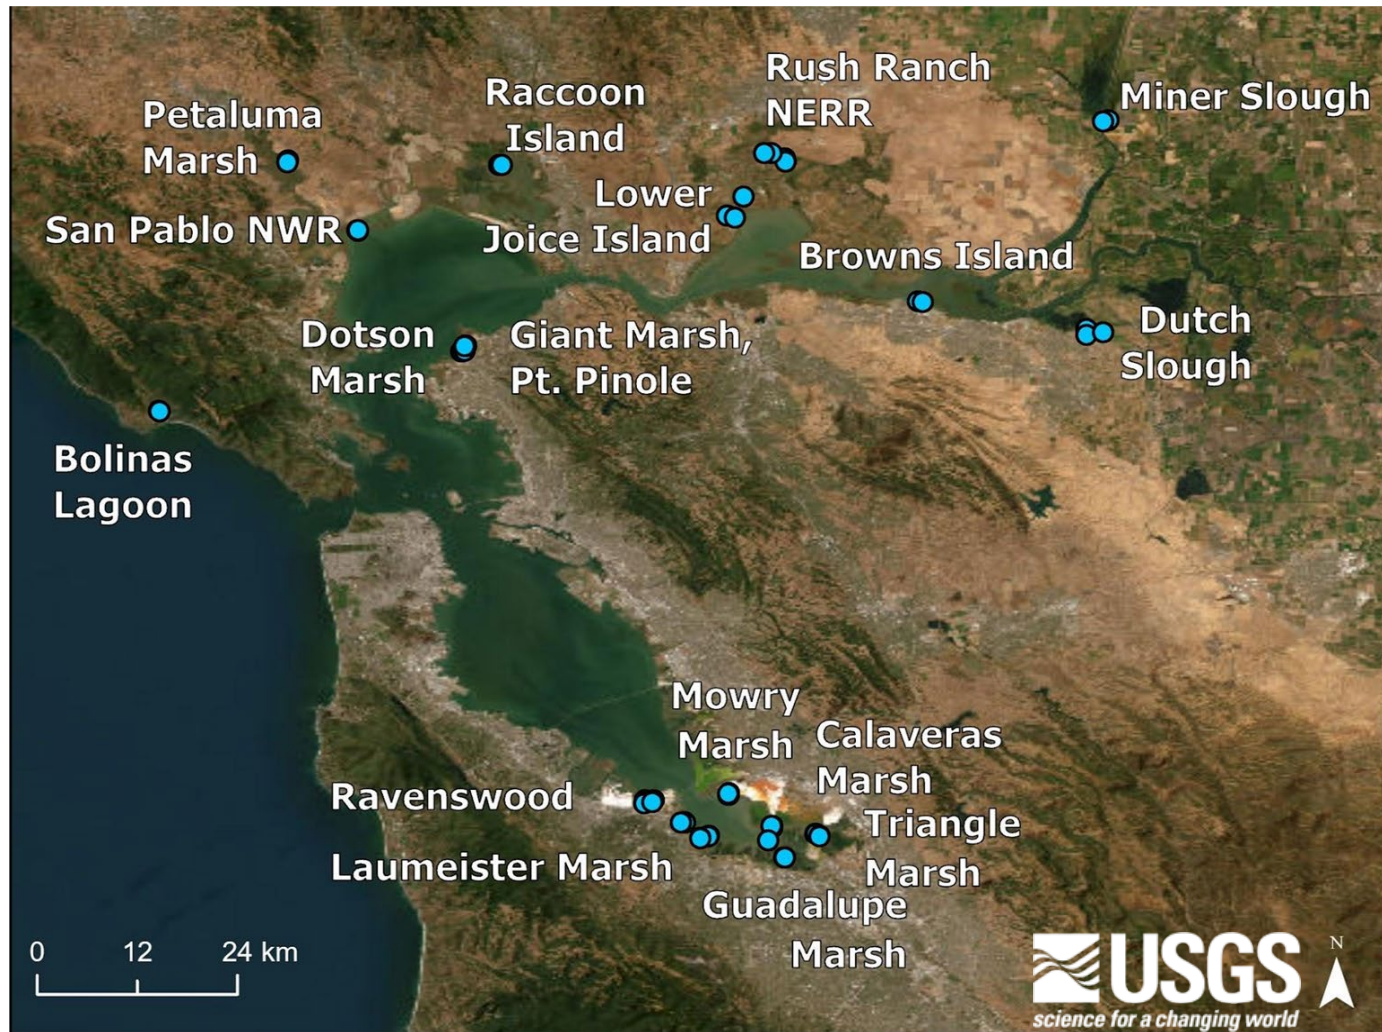 Rush Ranch
NERR
Raccoon
Island
Miner Slough
Petaluma
Marsh
Lower
Joice Island
San Pablo NWR
Browns Island
Dotson
Marsh
Giant Marsh,
Pt. Pinole
Dutch
Slough
Bolinas
Lagoon
Mowry
Marsh
Calaveras
Marsh
Ravenswood
Triangle
Marsh
Laumeister Marsh
Guadalupe
Marsh
0 12 24 km
USGS
science for a changing world
N